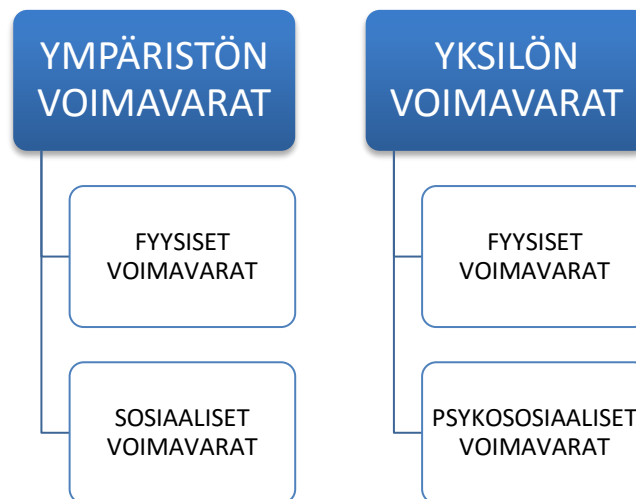 YMPÄRISTÖN
VOIMAVARAT
FYYSISET
VOIMAVARAT
SOSIAALISET
VOIMAVARAT
YKSILÖN
VOIMAVARAT
FYYSISET
VOIMAVARAT
PSYKOSOSIAALISET
VOIMAVARAT